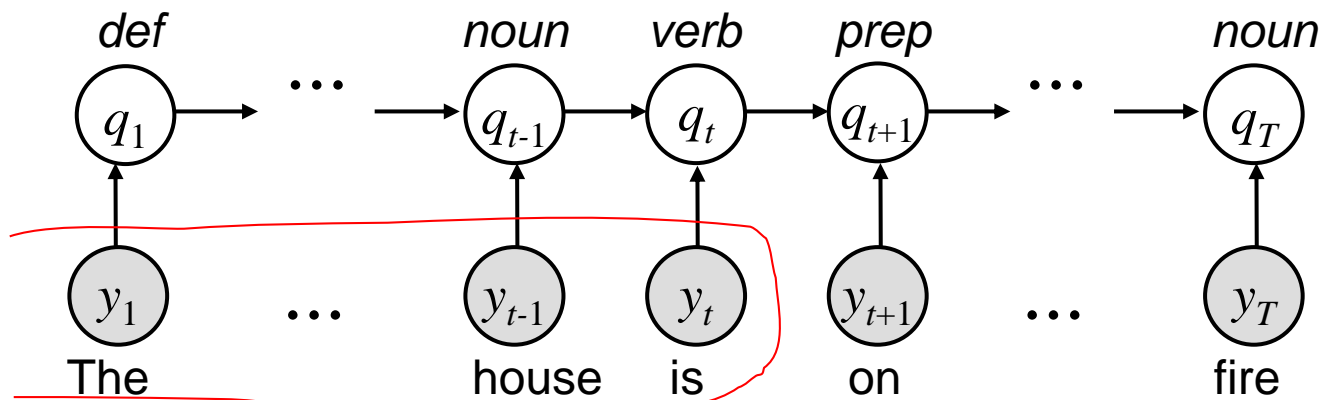 def noun verb prep noun
... ...
q1 qt-1 qt qt+1 qT
y1 ... yt-1 yt yt+1 ... yT
The house is on fire